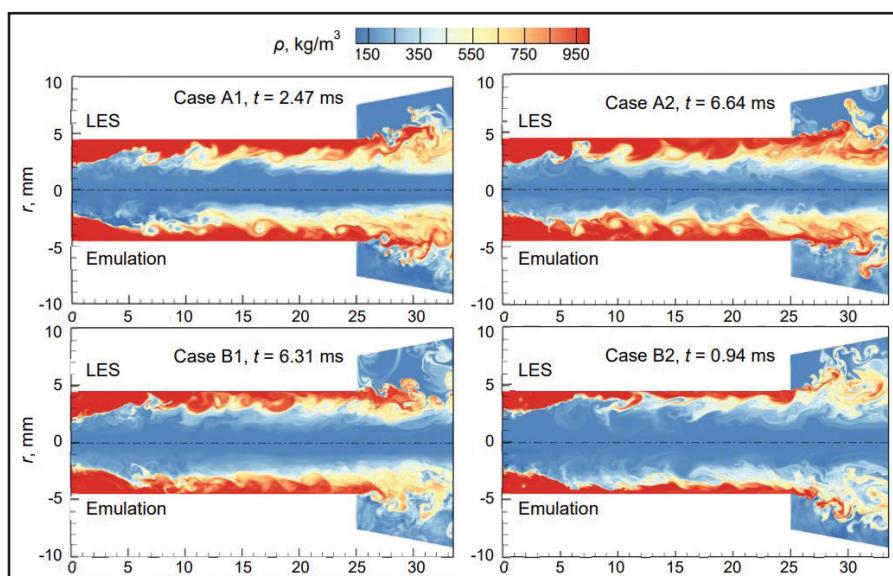 ρ, kg/m³
150 350 550 750 950
10
5
0
-5
-10
r, mm
LES
Case A1, t = 2.47 ms
Emulation
0 5 10 15 20 25 30
10
5
0
-5
-10
LES
Case A2, t = 6.64 ms
Emulation
0 5 10 15 20 25 30
10
5
0
-5
-10
r, mm
LES
Case B1, t = 6.31 ms
Emulation
0 5 10 15 20 25 30
10
5
0
-5
-10
LES
Case B2, t = 0.94 ms
Emulation
0 5 10 15 20 25 30